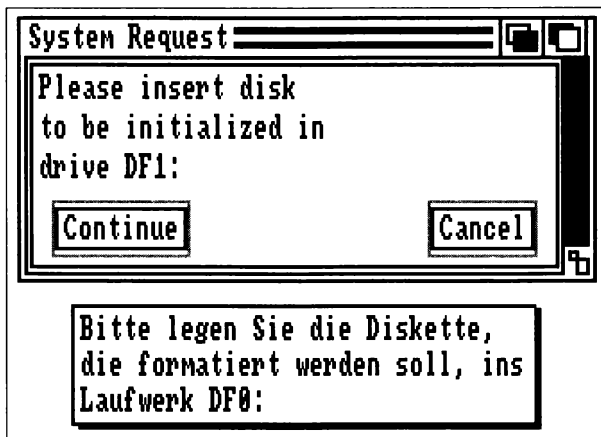 System Request
Please insert disk
to be initialized in
drive DF1:
Continue Cancel
Bitte legen Sie die Diskette,
die formatiert werden soll, ins
Laufwerk DF0: